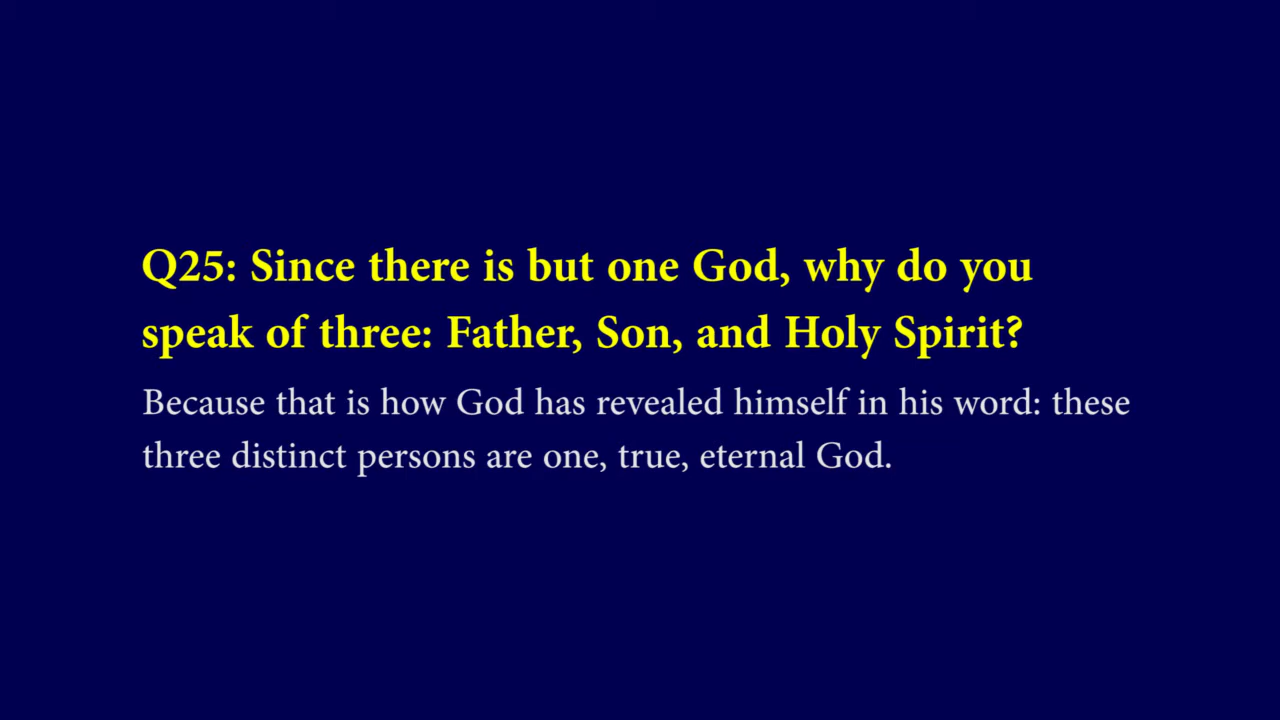 Q25: Since there is but one God, why do you
speak of three: Father, Son, and Holy Spirit?
Because that is how God has revealed himself in his word: these
three distinct persons are one, true, eternal God.